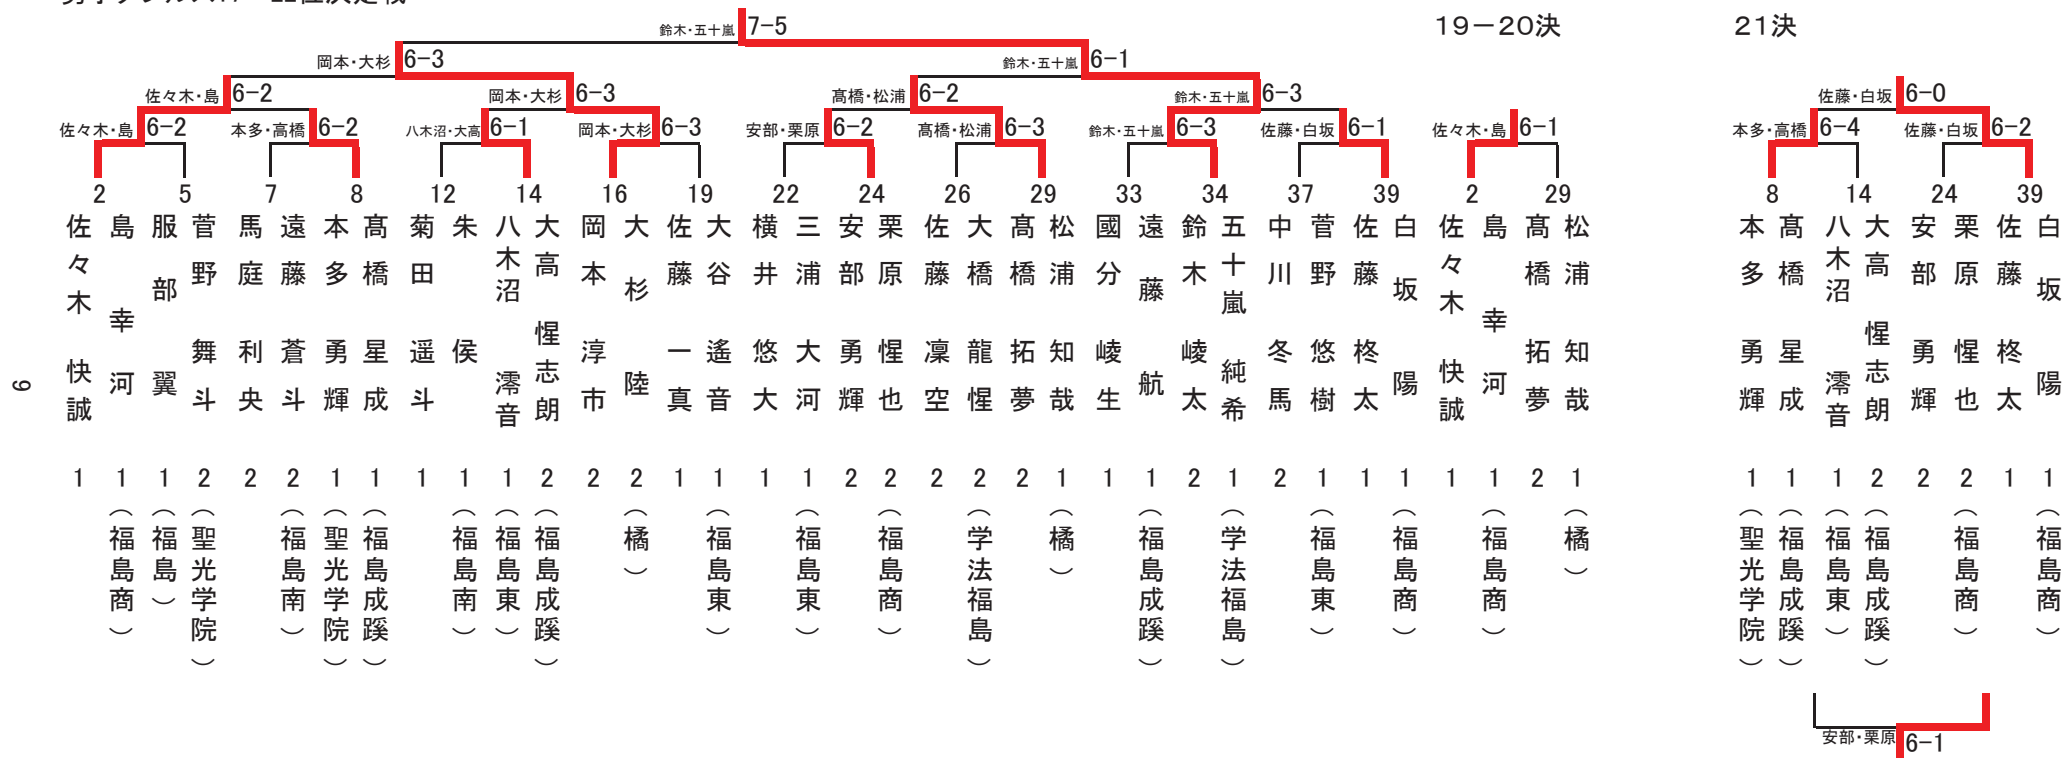 鈴木・五十嵐 7-5
19-20決
21決
岡本・大杉 6-3
鈴木・五十嵐 6-1
佐々木・島 6-2
岡本・大杉 6-3
髙橋・松浦 6-2
鈴木・五十嵐 6-3
佐藤・白坂 6-0
佐々木・島 6-2
本多・高橋 6-2
八木沼・大高 6-1
岡本・大杉 6-3
安部・栗原 6-2
髙橋・松浦 6-3
鈴木・五十嵐 6-3
佐藤・白坂 6-1
佐々木・島 6-1
本多・高橋 6-4
佐藤・白坂 6-2
2 5 7 8 12 14 16 19 22 24 26 29 33 34 37 39 2 29 8 14 24 39
佐々木 快誠 1
島 幸河 1 (福島商)
服部 翼 1 (福島)
菅野 舞斗 2 (聖光学院)
馬庭 利央 2
遠藤 蒼斗 2 (福島南)
本多 勇輝 1 (聖光学院)
髙橋 星成 1 (福島成蹊)
菊田 遥斗 1
朱 侯 1 (福島南)
八木沼 澪音 1 (福島東)
大高 惺志朗 2 (福島成蹊)
岡本 淳市 2
大杉 陸 2 (橘)
佐藤 一真 1
大谷 遙音 1 (福島東)
横井 悠大 1
三浦 大河 1 (福島東)
安部 勇輝 2
栗原 惺也 2 (福島商)
佐藤 凜空 2
大橋 龍惺 2 (学法福島)
髙橋 拓夢 2
松浦 知哉 1 (橘)
國分 崚生 1
遠藤 航 1 (福島成蹊)
鈴木 崚太 2
五十嵐 純希 1 (学法福島)
中川 冬馬 2
菅野 悠樹 1 (福島東)
佐藤 柊太 1
白坂 陽 1 (福島商)
佐々木 快誠 1
島 幸河 1 (福島商)
髙橋 拓夢 2
松浦 知哉 1 (橘)
本多 勇輝 1 (聖光学院)
髙橋 星成 1 (福島成蹊)
八木沼 澪音 1 (福島東)
大高 惺志朗 2 (福島成蹊)
安部 勇輝 2
栗原 惺也 2 (福島商)
佐藤 柊太 1
白坂 陽 1 (福島商)
安部・栗原 6-1
9